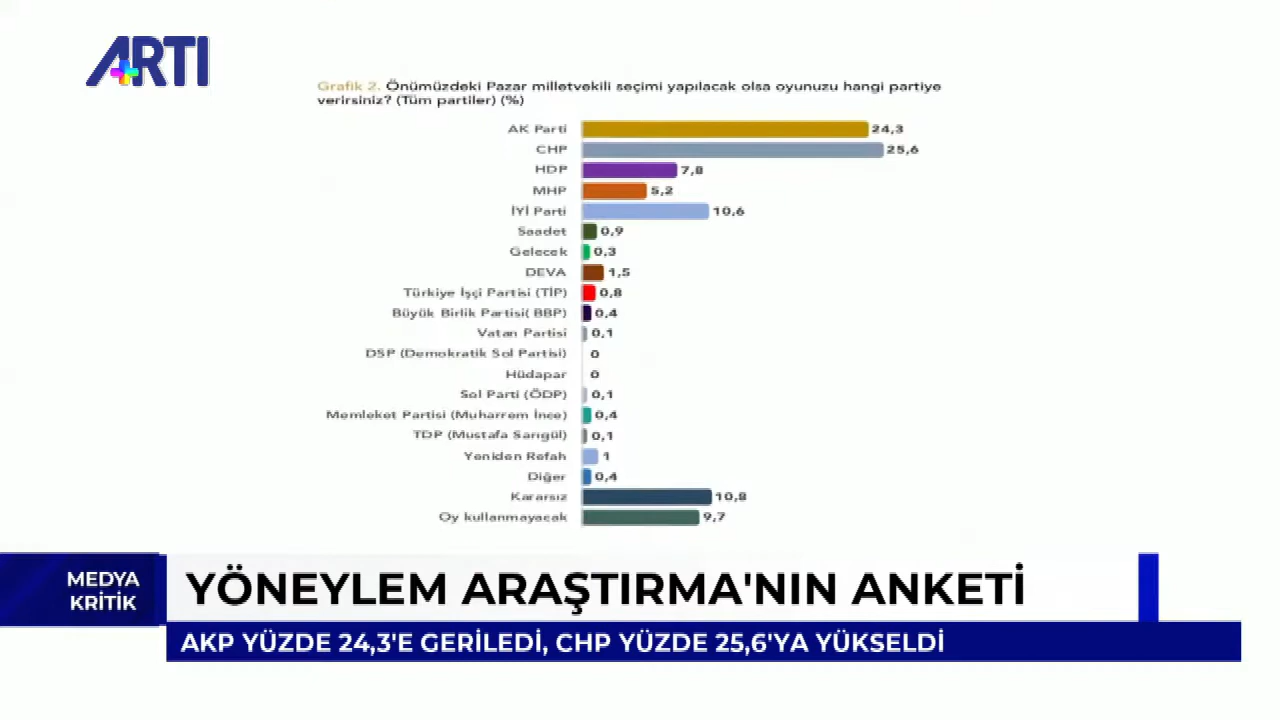 ARTI
Grafik 2. Önümüzdeki Pazar milletvekili seçimi yapılacak olsa oyunuzu hangi partiye
verirsiniz? (Tüm partiler) (%)
AK Parti 24,3
CHP 25,6
HDP 7,8
MHP 5,2
İYİ Parti 10,6
Saadet 0,9
Gelecek 0,3
DEVA 1,5
Türkiye İşçi Partisi (TİP) 0,8
Büyük Birlik Partisi( BBP) 0,4
Vatan Partisi 0,1
DSP (Demokratik Sol Partisi) 0
Hüdapar 0
Sol Parti (ÖDP) 0,1
Memleket Partisi (Muharrem İnce) 0,4
TDP (Mustafa Sarıgül) 0,1
Yeniden Refah 1
Diğer 0,4
Kararsız 10,8
Oy kullanmayacak 9,7
MEDYA
KRİTİK
YÖNEYLEM ARAŞTIRMA'NIN ANKETİ
AKP YÜZDE 24,3'E GERİLEDİ, CHP YÜZDE 25,6'YA YÜKSELDİ